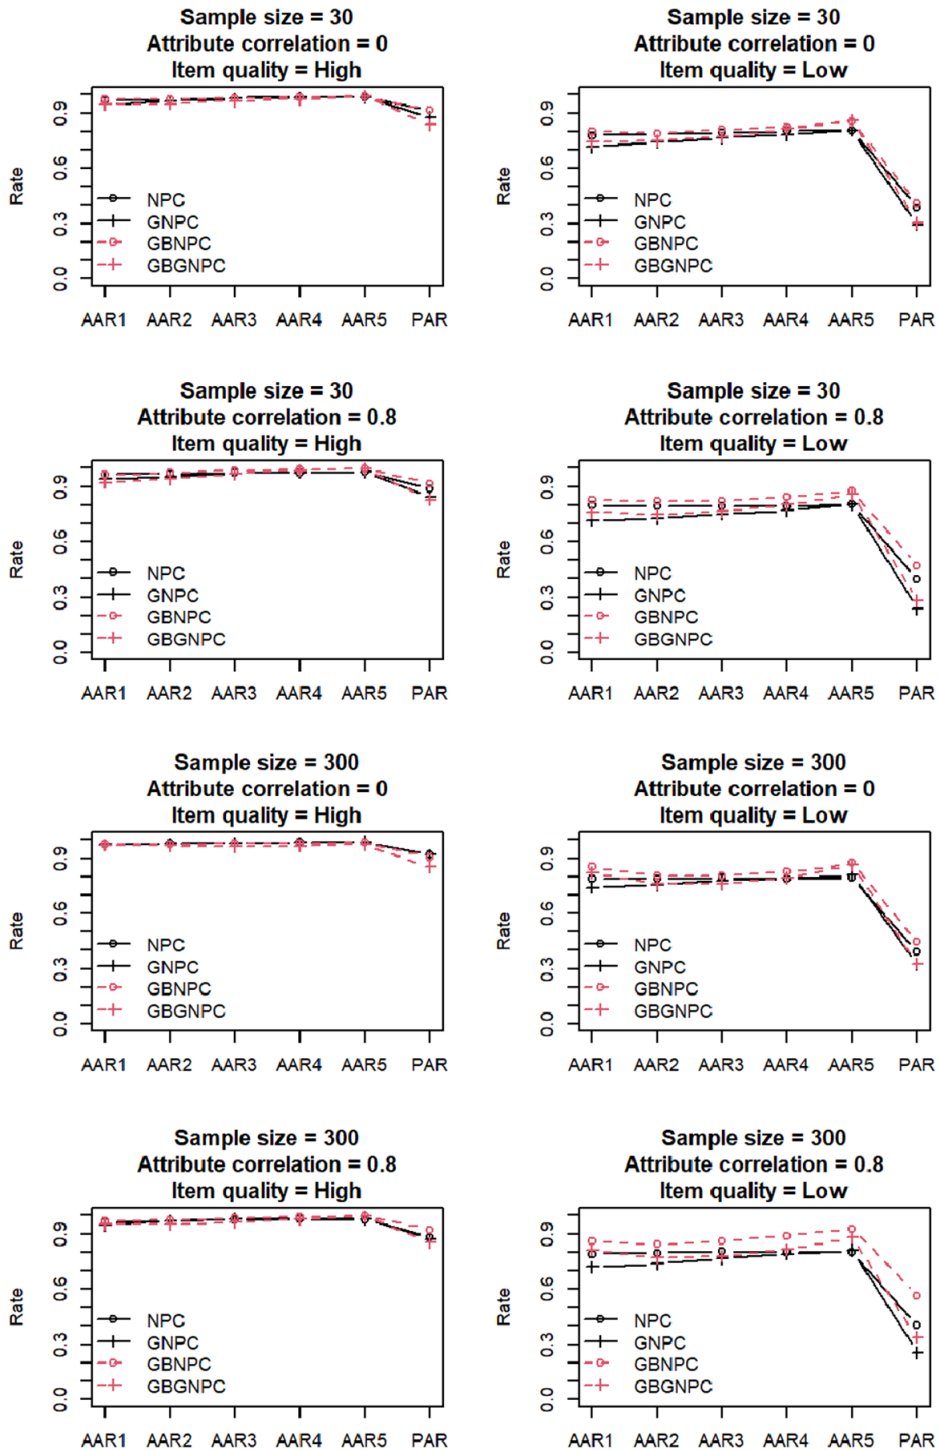 Sample size = 30
Attribute correlation = 0
Item quality = High
Rate
0.9
0.6
0.3
0.0
NPC
GNPC
GBNPC
GBGNPC
AAR1 AAR2 AAR3 AAR4 AAR5 PAR
Sample size = 30
Attribute correlation = 0
Item quality = Low
Rate
0.9
0.6
0.3
0.0
NPC
GNPC
GBNPC
GBGNPC
AAR1 AAR2 AAR3 AAR4 AAR5 PAR
Sample size = 30
Attribute correlation = 0.8
Item quality = High
Rate
0.9
0.6
0.3
0.0
NPC
GNPC
GBNPC
GBGNPC
AAR1 AAR2 AAR3 AAR4 AAR5 PAR
Sample size = 30
Attribute correlation = 0.8
Item quality = Low
Rate
0.9
0.6
0.3
0.0
NPC
GNPC
GBNPC
GBGNPC
AAR1 AAR2 AAR3 AAR4 AAR5 PAR
Sample size = 300
Attribute correlation = 0
Item quality = High
Rate
0.9
0.6
0.3
0.0
NPC
GNPC
GBNPC
GBGNPC
AAR1 AAR2 AAR3 AAR4 AAR5 PAR
Sample size = 300
Attribute correlation = 0
Item quality = Low
Rate
0.9
0.6
0.3
0.0
NPC
GNPC
GBNPC
GBGNPC
AAR1 AAR2 AAR3 AAR4 AAR5 PAR
Sample size = 300
Attribute correlation = 0.8
Item quality = High
Rate
0.9
0.6
0.3
0.0
NPC
GNPC
GBNPC
GBGNPC
AAR1 AAR2 AAR3 AAR4 AAR5 PAR
Sample size = 300
Attribute correlation = 0.8
Item quality = Low
Rate
0.9
0.6
0.3
0.0
NPC
GNPC
GBNPC
GBGNPC
AAR1 AAR2 AAR3 AAR4 AAR5 PAR